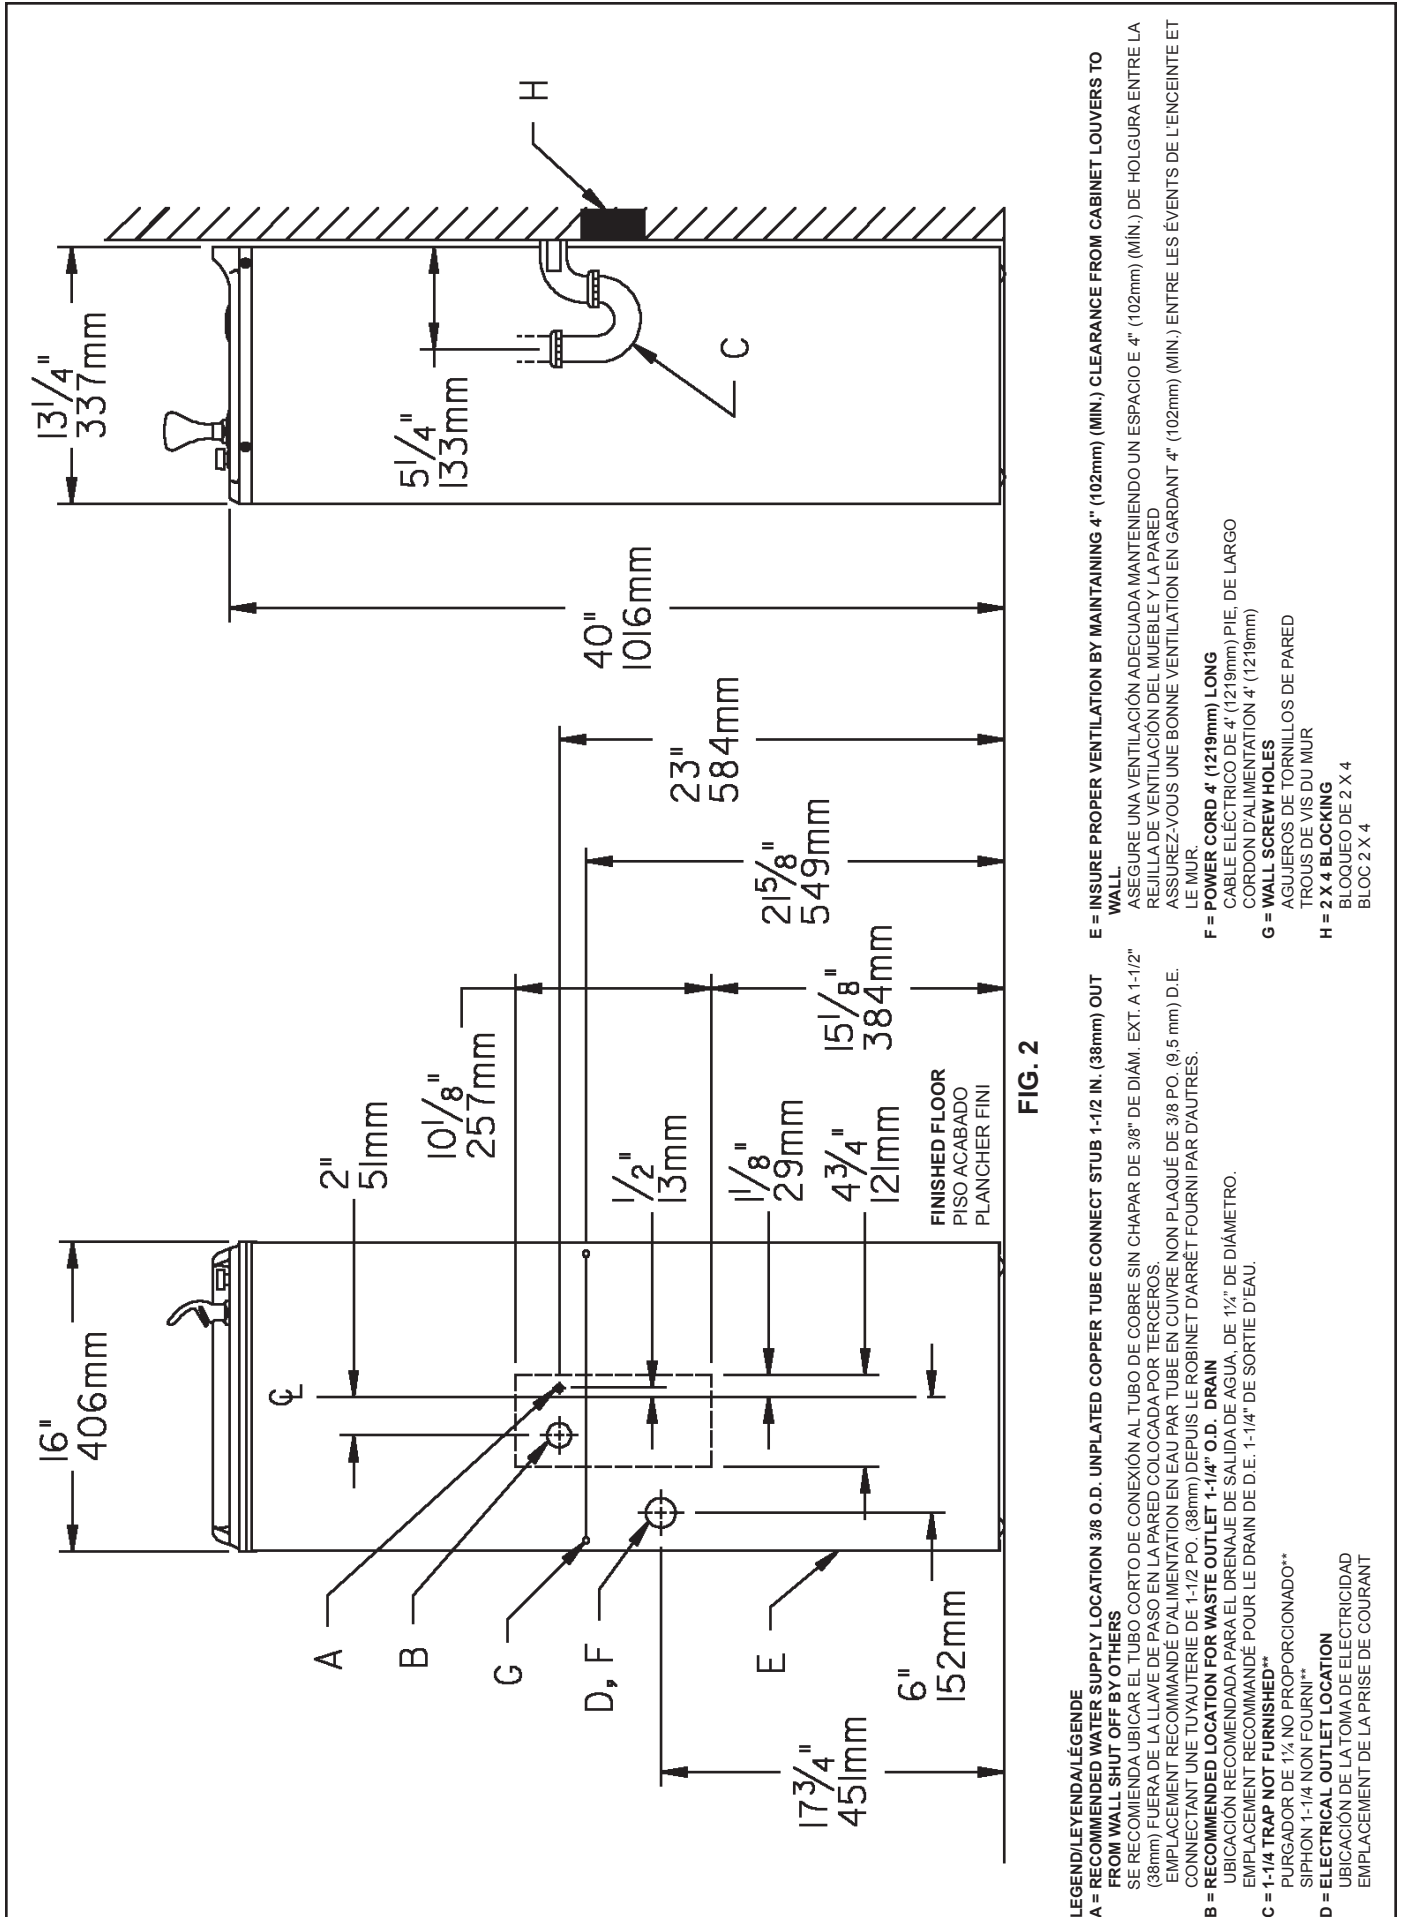 16"
406mm
2"
51mm
10 1/8"
257mm
1/2"
13mm
1 1/8"
29mm
4 3/4"
121mm
15 1/8"
384mm
21 5/8"
549mm
23"
584mm
40"
1016mm
13 1/4"
337mm
5 1/4"
133mm
17 3/4"
451mm
6"
152mm
℄
A
B
G
D, F
E
C
H
FINISHED FLOOR
PISO ACABADO
PLANCHER FINI
FIG. 2
LEGEND/LEYENDA/LÉGENDE
A = RECOMMENDED WATER SUPPLY LOCATION 3/8 O.D. UNPLATED COPPER TUBE CONNECT STUB 1-1/2 IN. (38mm) OUT
FROM WALL SHUT OFF BY OTHERS
SE RECOMIENDA UBICAR EL TUBO CORTO DE CONEXIÓN AL TUBO DE COBRE SIN CHAPAR DE 3/8" DE DIÁM. EXT. A 1-1/2"
(38mm) FUERA DE LA LLAVE DE PASO EN LA PARED COLOCADA POR TERCEROS.
EMPLACEMENT RECOMMANDÉ D'ALIMENTATION EN EAU PAR TUBE EN CUIVRE NON PLAQUÉ DE 3/8 PO. (9,5 mm) D.E.
CONNECTANT UNE TUYAUTERIE DE 1-1/2 PO. (38mm) DEPUIS LE ROBINET D'ARRÊT FOURNI PAR D'AUTRES.
B = RECOMMENDED LOCATION FOR WASTE OUTLET 1-1/4" O.D. DRAIN
UBICACIÓN RECOMENDADA PARA EL DRENAJE DE SALIDA DE AGUA, DE 1¼" DE DIÁMETRO.
EMPLACEMENT RECOMMANDÉ POUR LE DRAIN DE D.E. 1-1/4" DE SORTIE D'EAU.
C = 1-1/4 TRAP NOT FURNISHED**
PURGADOR DE 1¼ NO PROPORCIONADO**
SIPHON 1-1/4 NON FOURNI**
D = ELECTRICAL OUTLET LOCATION
UBICACIÓN DE LA TOMA DE ELECTRICIDAD
EMPLACEMENT DE LA PRISE DE COURANT
E = INSURE PROPER VENTILATION BY MAINTAINING 4" (102mm) (MIN.) CLEARANCE FROM CABINET LOUVERS TO
WALL.
ASEGURE UNA VENTILACIÓN ADECUADA MANTENIENDO UN ESPACIO E 4" (102mm) (MÍN.) DE HOLGURA ENTRE LA
REJILLA DE VENTILACIÓN DEL MUEBLE Y LA PARED
ASSUREZ-VOUS UNE BONNE VENTILATION EN GARDANT 4" (102mm) (MIN.) ENTRE LES ÉVENTS DE L'ENCEINTE ET
LE MUR.
F = POWER CORD 4' (1219mm) LONG
CABLE ELÉCTRICO DE 4' (1219mm) PIE, DE LARGO
CORDON D'ALIMENTATION 4' (1219mm)
G = WALL SCREW HOLES
AGUJEROS DE TORNILLOS DE PARED
TROUS DE VIS DU MUR
H = 2 X 4 BLOCKING
BLOQUEO DE 2 X 4
BLOC 2 X 4